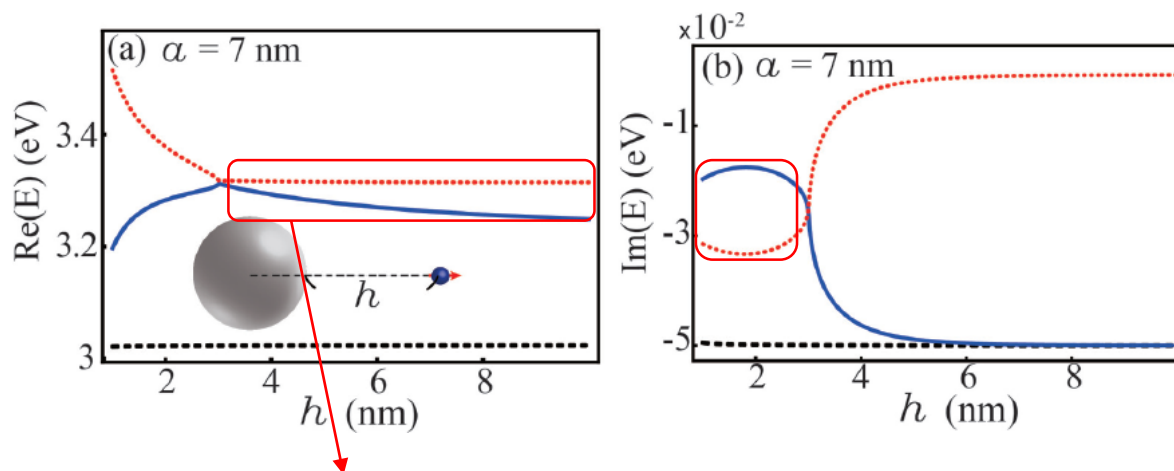 (a) a = 7 nm
Re(E) (eV)
3.4
3.2
3
2
4
6
8
h (nm)
h
×10-2
(b) a = 7 nm
Im(E) (eV)
-1
-3
-5
2
4
6
8
h (nm)